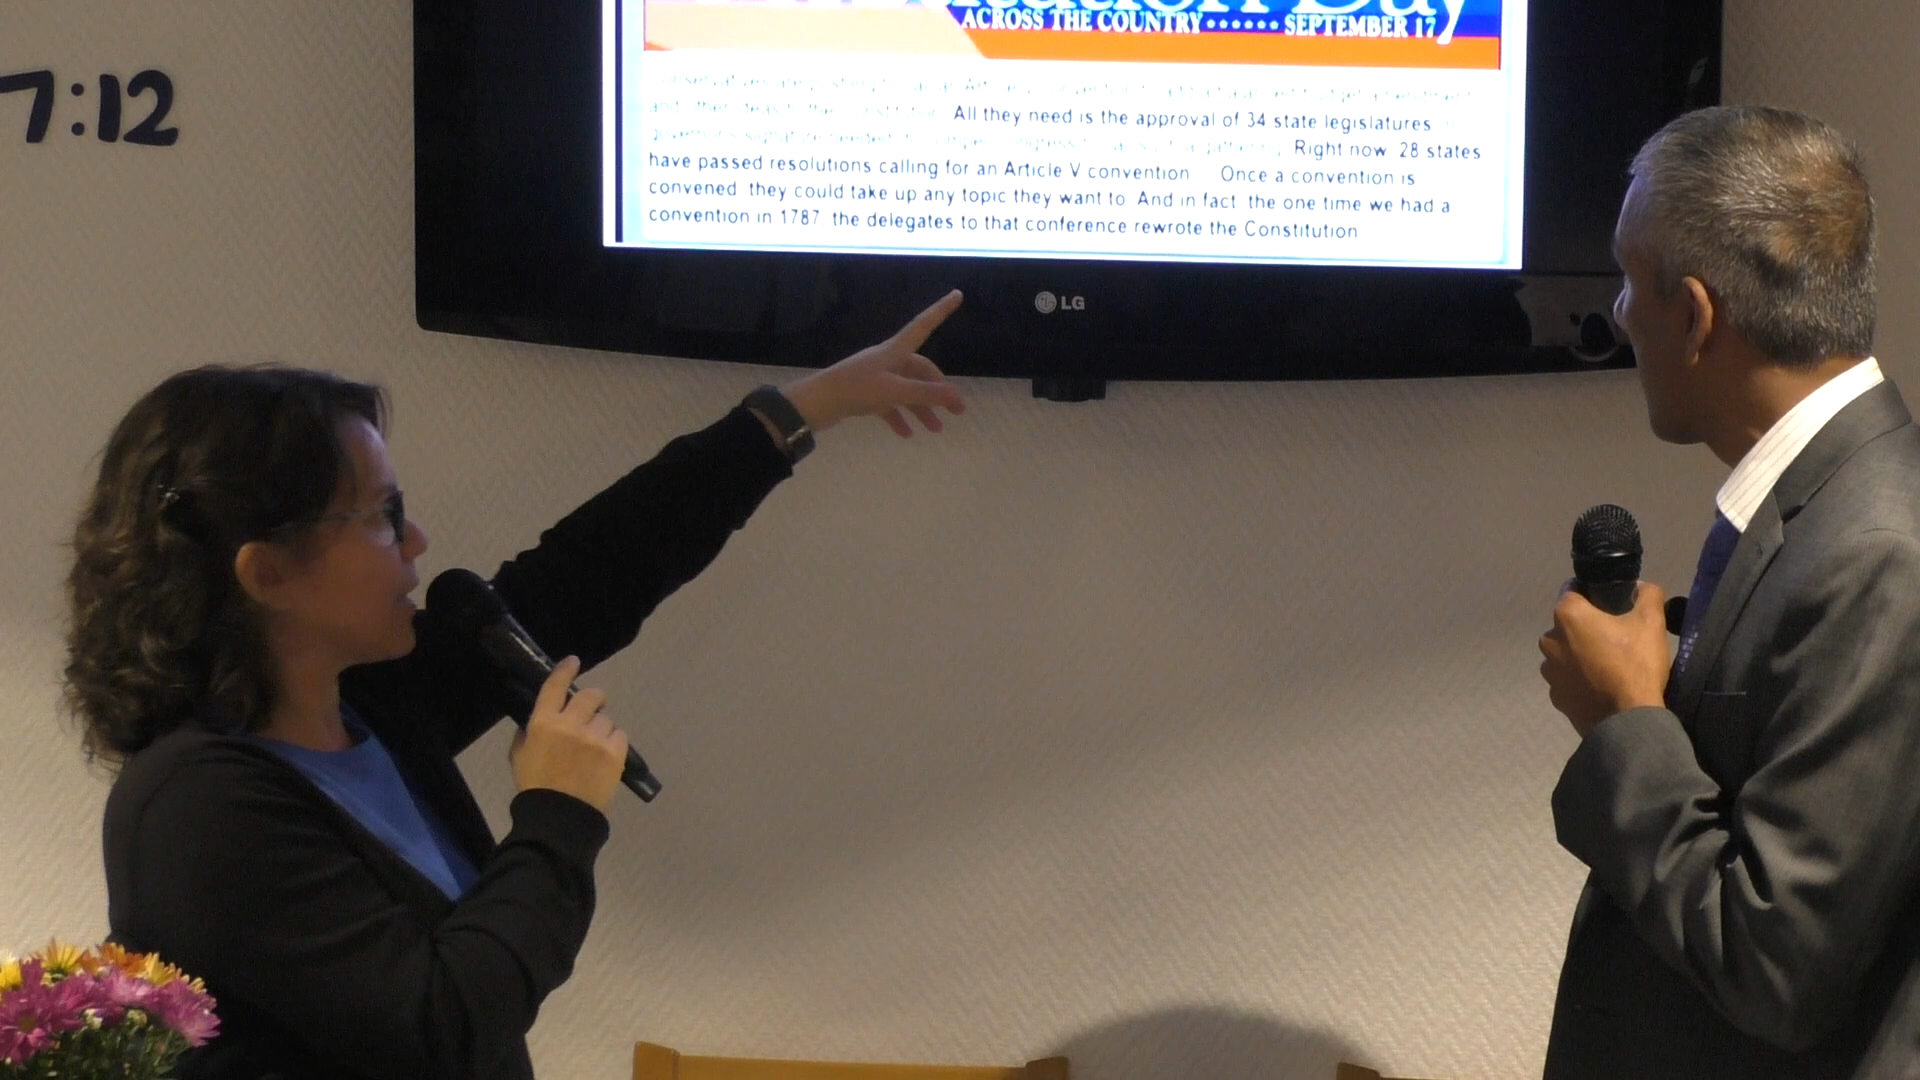 7:12
Day
ACROSS THE COUNTRY •••••• SEPTEMBER 17
All they need is the approval of 34 state legislatures
Right now 28 states
have passed resolutions calling for an Article V convention Once a convention is
convened they could take up any topic they want to And in fact the one time we had a
convention in 1787 the delegates to that conference rewrote the Constitution
LG